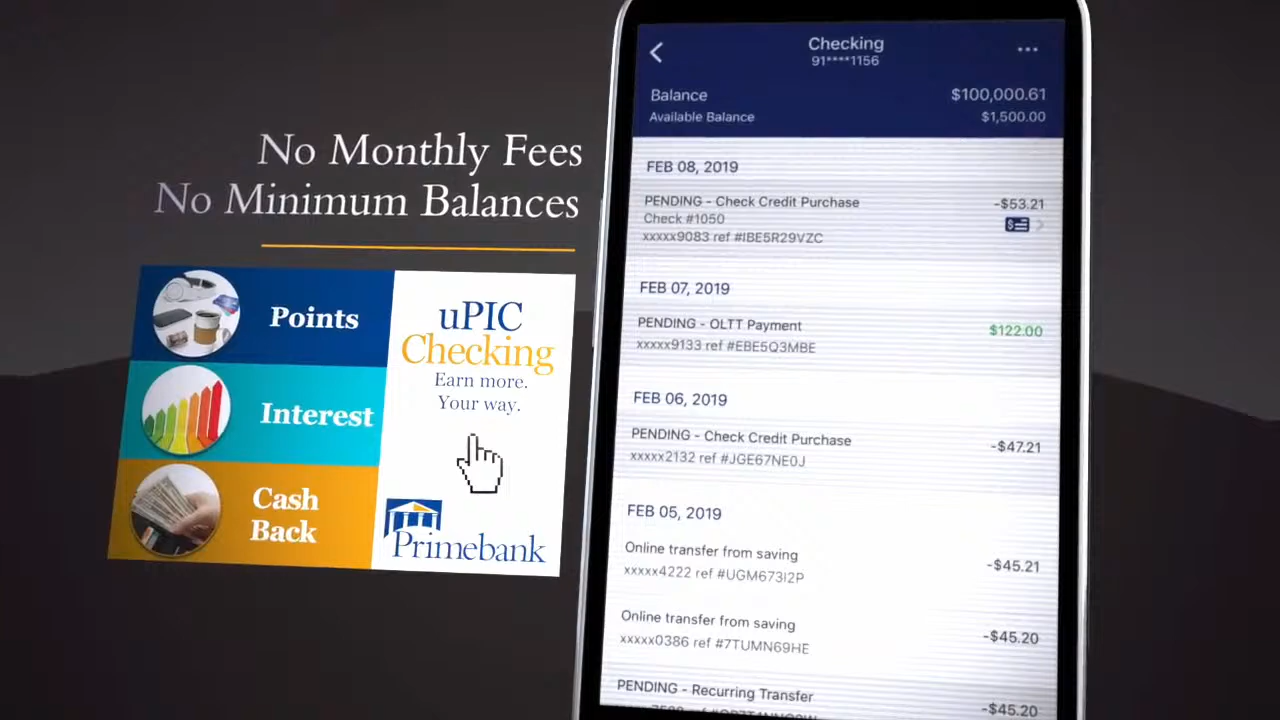 No Monthly Fees
No Minimum Balances
Points
Interest
Cash
Back
uPIC
Checking
Earn more.
Your way.
Primebank
Checking
91****1156
Balance $100,000.61
Available Balance $1,500.00
FEB 08, 2019
PENDING - Check Credit Purchase -$53.21
Check #1050
xxxxx9083 ref #IBE5R29VZC
FEB 07, 2019
PENDING - OLTT Payment $122.00
xxxxx9133 ref #EBE5Q3MBE
FEB 06, 2019
PENDING - Check Credit Purchase -$47.21
xxxxx2132 ref #JGE67NE0J
FEB 05, 2019
Online transfer from saving -$45.21
xxxxx4222 ref #UGM673I2P
Online transfer from saving -$45.20
xxxxx0386 ref #7TUMN69HE
PENDING - Recurring Transfer -$45.20